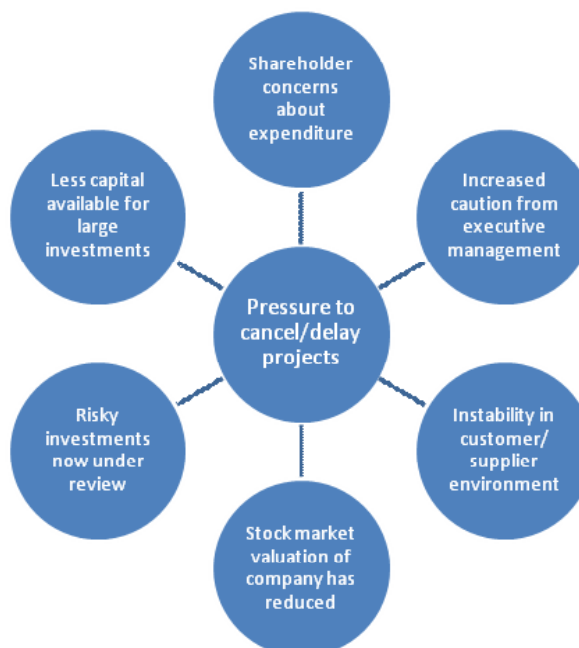 Shareholder
concerns
about
expenditure
Less capital
available for
large
investments
Increased
caution from
executive
management
Pressure to
cancel/delay
projects
Risky
investments
now under
review
Instability in
customer/
supplier
environment
Stock market
valuation of
company has
reduced